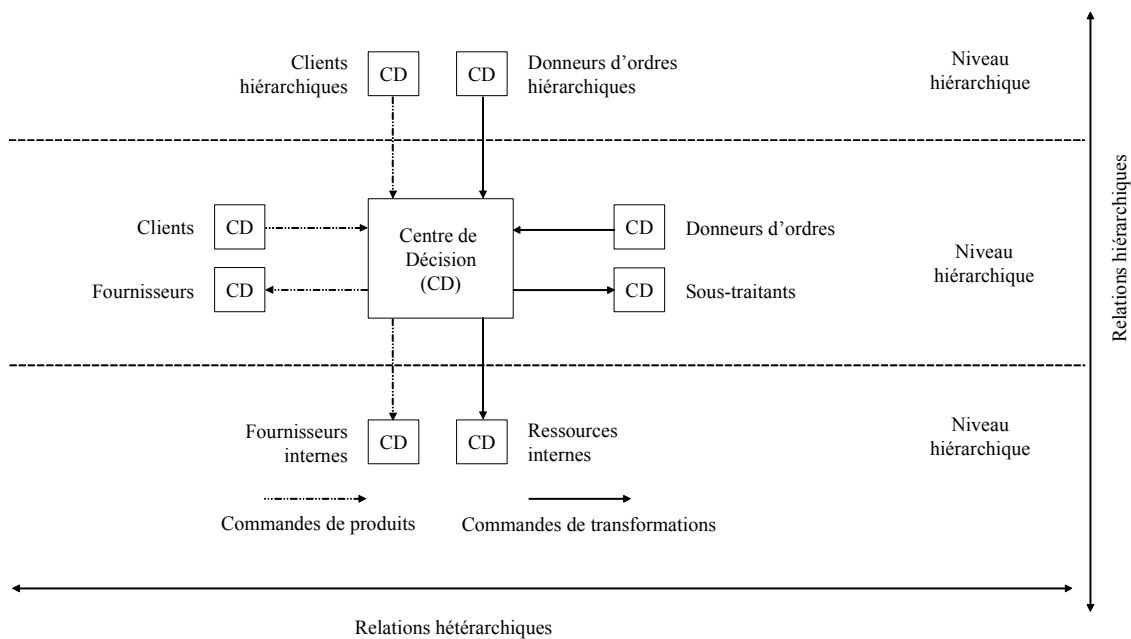 Clients
hiérarchiques
CD
CD
Donneurs d'ordres
hiérarchiques
Niveau
hiérarchique
Clients
CD
Centre de
Décision
(CD)
CD
Donneurs d'ordres
Fournisseurs
CD
CD
Sous-traitants
Niveau
hiérarchique
Relations hiérarchiques
Fournisseurs
internes
CD
CD
Ressources
internes
Niveau
hiérarchique
Commandes de produits
Commandes de transformations
Relations hétérarchiques